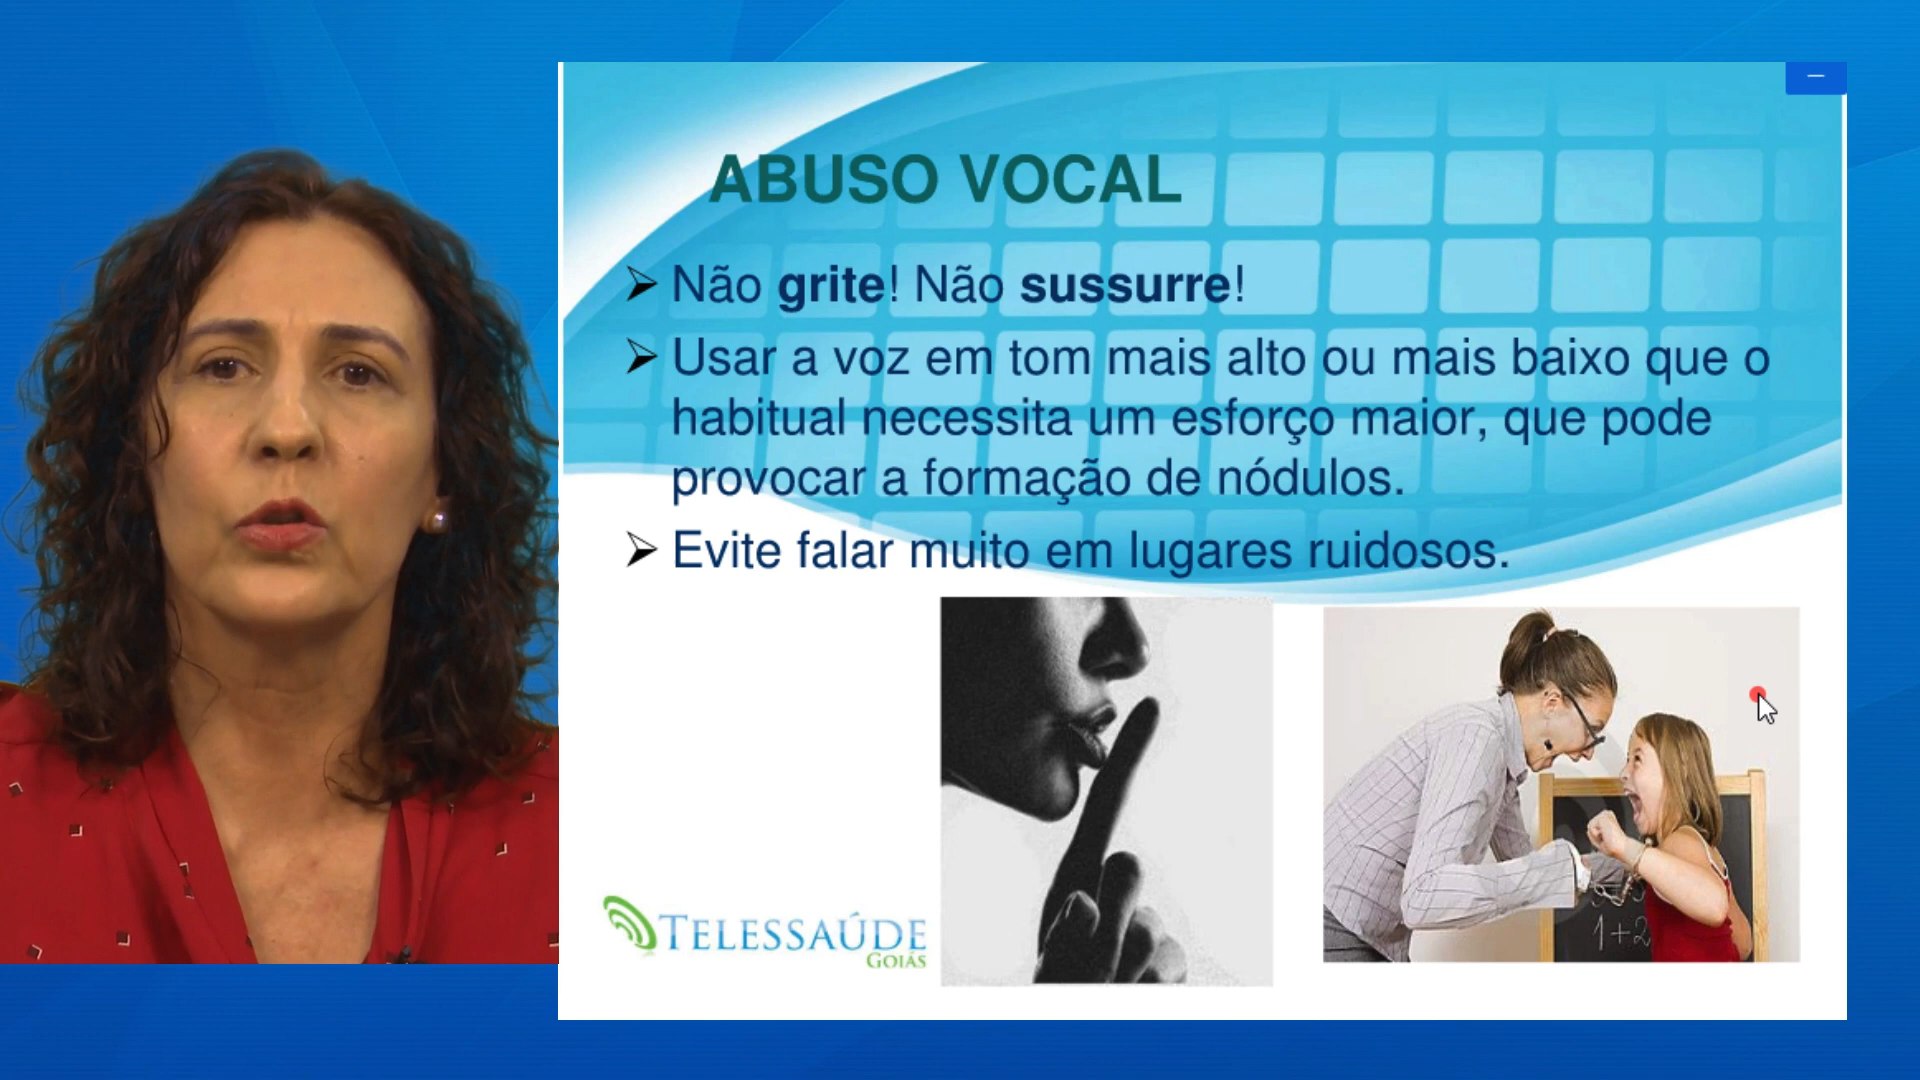 ABUSO VOCAL
➢ Não grite! Não sussurre!
➢ Usar a voz em tom mais alto ou mais baixo que o
habitual necessita um esforço maior, que pode
provocar a formação de nódulos.
➢ Evite falar muito em lugares ruidosos.
TELESSAÚDE
GOIÁS
1+2